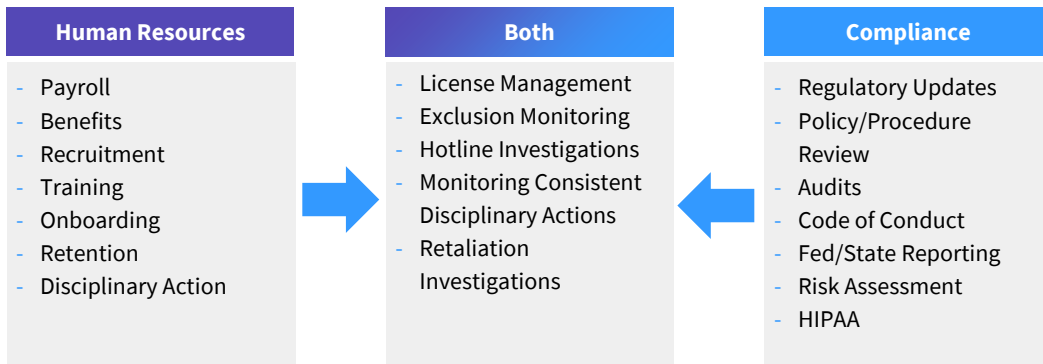 Human Resources
- Payroll
- Benefits
- Recruitment
- Training
- Onboarding
- Retention
- Disciplinary Action
Both
- License Management
- Exclusion Monitoring
- Hotline Investigations
- Monitoring Consistent
Disciplinary Actions
- Retaliation
Investigations
Compliance
- Regulatory Updates
- Policy/Procedure
Review
- Audits
- Code of Conduct
- Fed/State Reporting
- Risk Assessment
- HIPAA